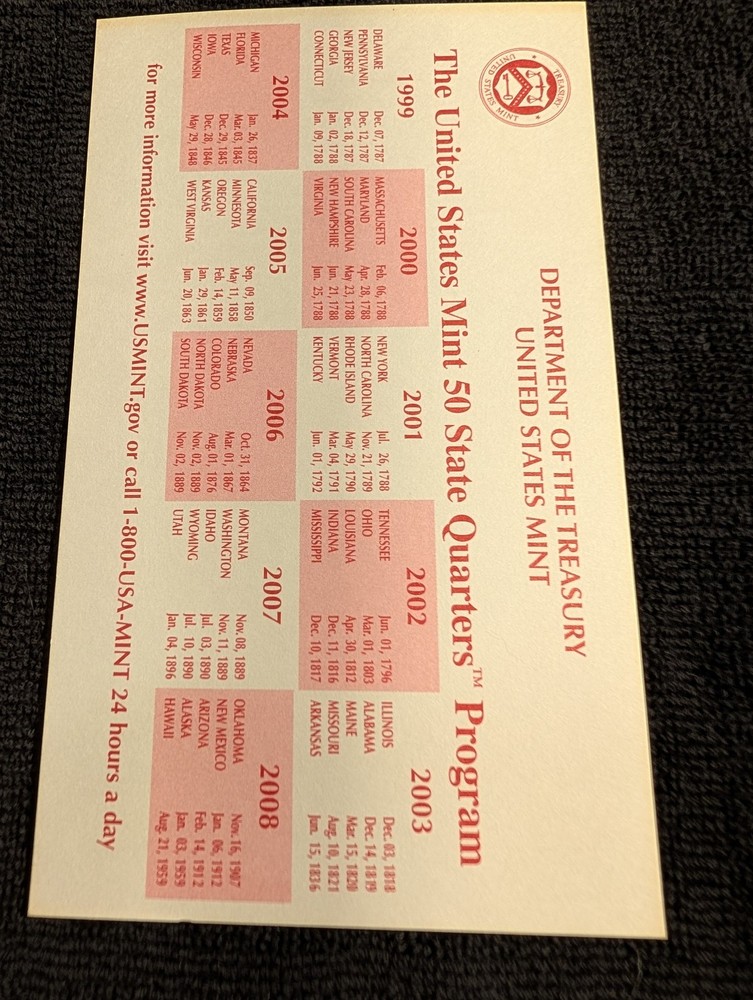 TREASURY
UNITED STATES MINT
DEPARTMENT OF THE TREASURY
UNITED STATES MINT
The United States Mint 50 State Quarters™ Program
1999
DELAWARE Dec. 07, 1787
PENNSYLVANIA Dec. 12, 1787
NEW JERSEY Dec. 18, 1787
GEORGIA Jan. 02, 1788
CONNECTICUT Jan. 09, 1788
2000
MASSACHUSETTS Feb. 06, 1788
MARYLAND Apr. 28, 1788
SOUTH CAROLINA May 23, 1788
NEW HAMPSHIRE Jun. 21, 1788
VIRGINIA Jun. 25, 1788
2001
NEW YORK Jul. 26, 1788
NORTH CAROLINA Nov. 21, 1789
RHODE ISLAND May 29, 1790
VERMONT Mar. 04, 1791
KENTUCKY Jun. 01, 1792
2002
TENNESSEE Jun. 01, 1796
OHIO Mar. 01, 1803
LOUISIANA Apr. 30, 1812
INDIANA Dec. 11, 1816
MISSISSIPPI Dec. 10, 1817
2003
ILLINOIS Dec. 03, 1818
ALABAMA Dec. 14, 1819
MAINE Mar. 15, 1820
MISSOURI Aug. 10, 1821
ARKANSAS Jun. 15, 1836
2004
MICHIGAN Jan. 26, 1837
FLORIDA Mar. 03, 1845
TEXAS Dec. 29, 1845
IOWA Dec. 28, 1846
WISCONSIN May 29, 1848
2005
CALIFORNIA Sep. 09, 1850
MINNESOTA May 11, 1858
OREGON Feb. 14, 1859
KANSAS Jan. 29, 1861
WEST VIRGINIA Jun. 20, 1863
2006
NEVADA Oct. 31, 1864
NEBRASKA Mar. 01, 1867
COLORADO Aug. 01, 1876
NORTH DAKOTA Nov. 02, 1889
SOUTH DAKOTA Nov. 02, 1889
2007
MONTANA Nov. 08, 1889
WASHINGTON Nov. 11, 1889
IDAHO Jul. 03, 1890
WYOMING Jul. 10, 1890
UTAH Jan. 04, 1896
2008
OKLAHOMA Nov. 16, 1907
NEW MEXICO Jan. 06, 1912
ARIZONA Feb. 14, 1912
ALASKA Jan. 03, 1959
HAWAII Aug. 21, 1959
for more information visit www.USMINT.gov or call 1-800-USA-MINT 24 hours a day